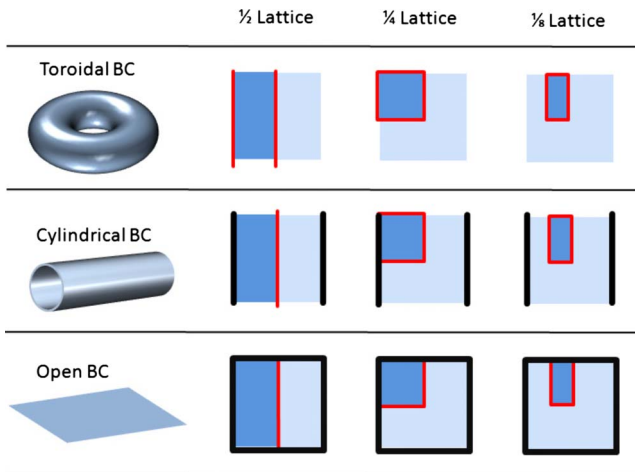 ½ Lattice ¼ Lattice ⅛ Lattice
Toroidal BC
Cylindrical BC
Open BC